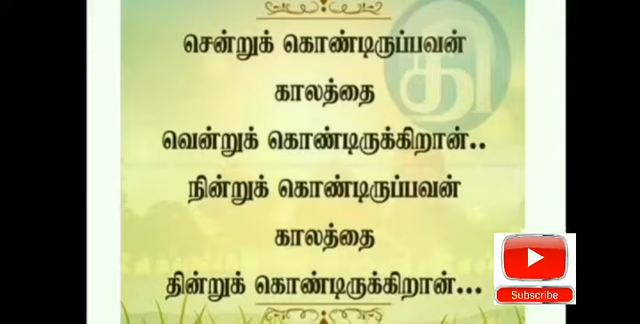 சென்றுக் கொண்டிருப்பவன்
காலத்தை
வென்றுக் கொண்டிருக்கிறான்..
நின்றுக் கொண்டிருப்பவன்
காலத்தை
தின்றுக் கொண்டிருக்கிறான்...
தி
Subscribe